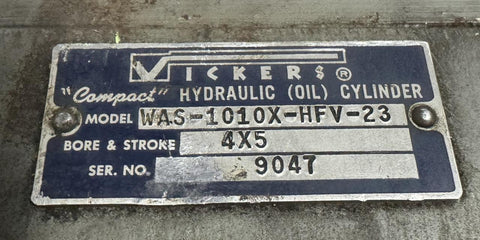 VICKERS®
"Compact" HYDRAULIC (OIL) CYLINDER
MODEL WAS-1010X-HFV-23
BORE & STROKE 4X5
SER. NO. 9047